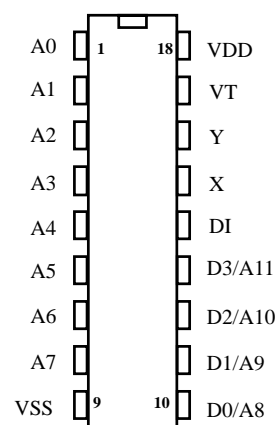 A0 1 18 VDD
A1 VT
A2 Y
A3 X
A4 DI
A5 D3/A11
A6 D2/A10
A7 D1/A9
VSS 9 10 D0/A8